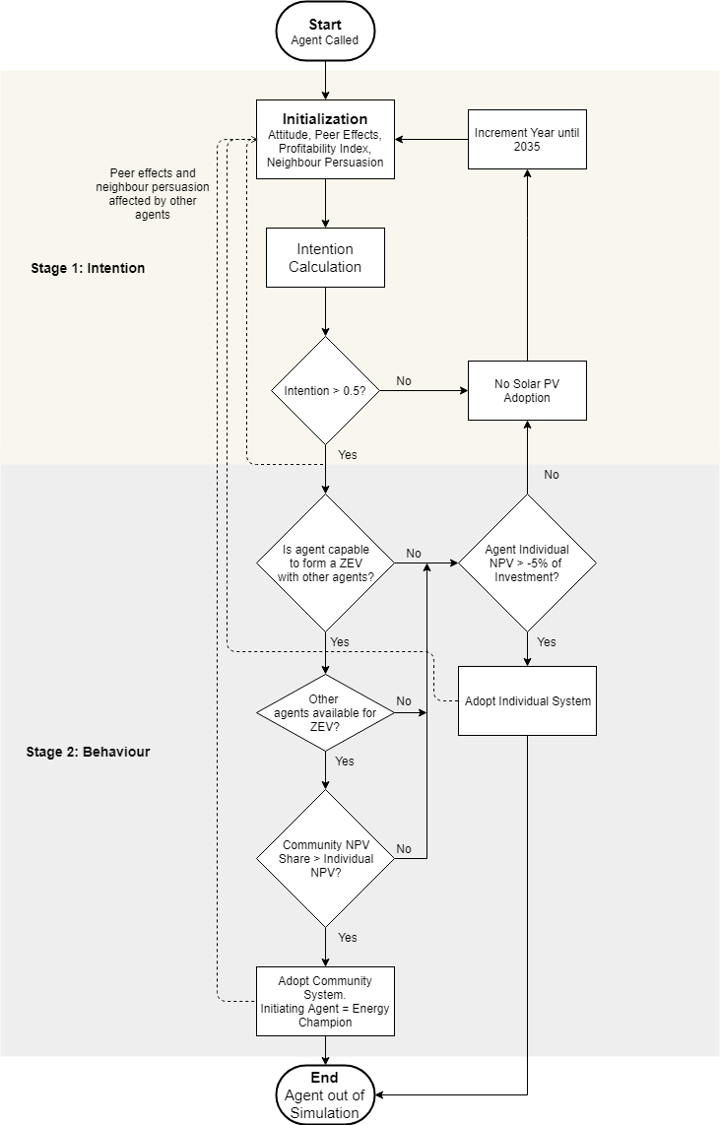 Start
Agent Called
Initialization
Attitude, Peer Effects,
Profitability Index,
Neighbour Persuasion
Increment Year until
2035
Peer effects and
neighbour persuasion
affected by other
agents
Intention
Calculation
Stage 1: Intention
Intention > 0.5?
No
No Solar PV
Adoption
Yes
No
Is agent capable
to form a ZEV
with other agents?
No
Agent Individual
NPV > -5% of
Investment?
Yes
Yes
Other
agents available for
ZEV?
No
Adopt Individual System
Stage 2: Behaviour
Yes
Community NPV
Share > Individual
NPV?
No
Yes
Adopt Community
System.
Initiating Agent = Energy
Champion
End
Agent out of
Simulation